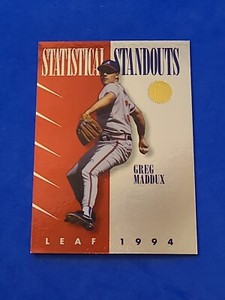 STATISTICAL STANDOUTS
GREG
MADDUX
LEAF 1994